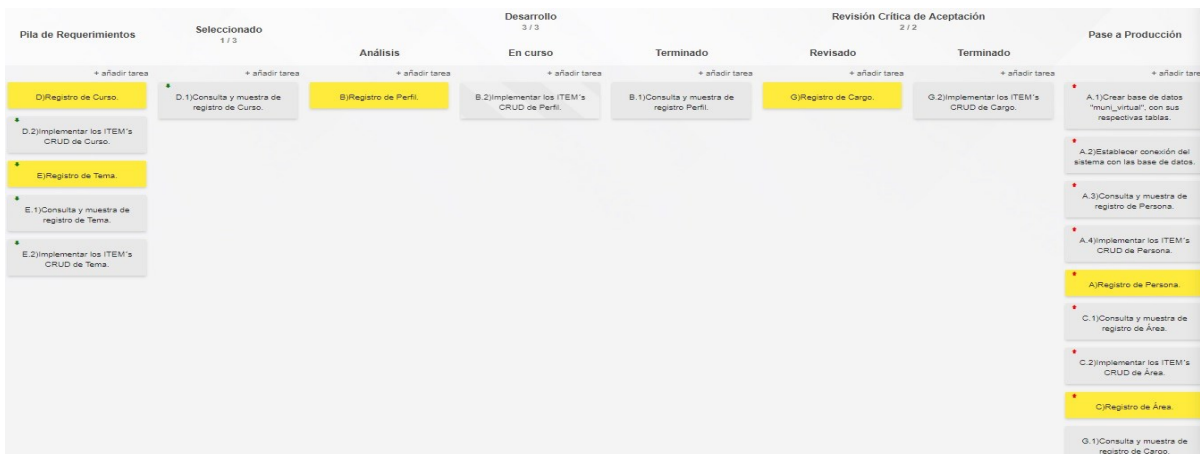 Pila de Requerimientos
Seleccionado
1 / 3
Desarrollo
3 / 3
Análisis
En curso
Terminado
Revisión Crítica de Aceptación
2 / 2
Revisado
Terminado
Pase a Producción
+ añadir tarea
+ añadir tarea
+ añadir tarea
+ añadir tarea
+ añadir tarea
+ añadir tarea
+ añadir tarea
+ añadir tare
D)Registro de Curso.
D.2)Implementar los ITEM's
CRUD de Curso.
E)Registro de Tema.
E.1)Consulta y muestra de
registro de Tema.
E.2)Implementar los ITEM's
CRUD de Tema.
D.1)Consulta y muestra de
registro de Curso.
B)Registro de Perfil.
B.2)Implementar los ITEM's
CRUD de Perfil.
B.1)Consulta y muestra de
registro Perfil.
G)Registro de Cargo.
G.2)Implementar los ITEM's
CRUD de Cargo.
A.1)Crear base de datos
"muni_virtual", con sus
respectivas tablas.
A.2)Establecer conexión del
sistema con las base de datos.
A.3)Consulta y muestra de
registro de Persona.
A.4)Implementar los ITEM's
CRUD de Persona.
A)Registro de Persona.
C.1)Consulta y muestra de
registro de Área.
C.2)Implementar los ITEM's
CRUD de Área.
C)Registro de Área.
G.1)Consulta y muestra de
registro de Cargo.